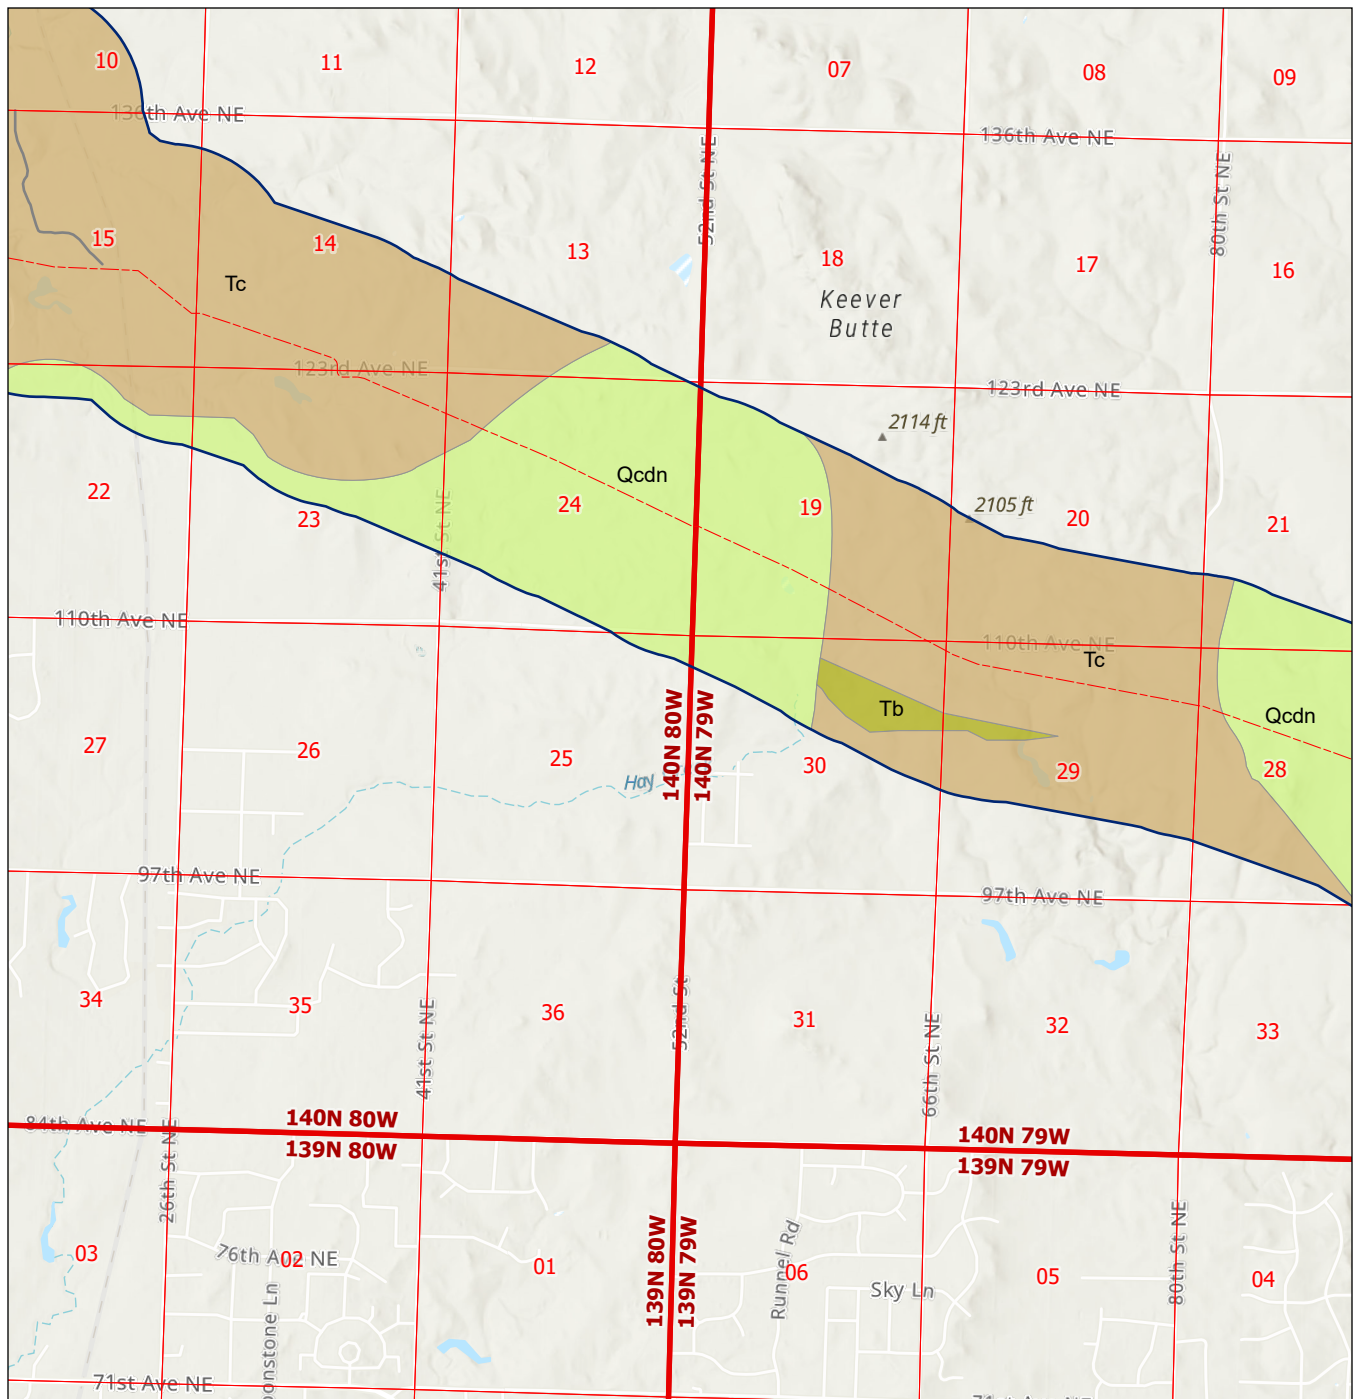 10
11
12
07
08
09
136th Ave NE
136th Ave NE
52nd St NE
80th St NE
15
14
13
18
17
16
Tc
Keever
Butte
123rd Ave NE
123rd Ave NE
2114 ft
2105 ft
Qcdn
22
23
24
19
20
21
41st St NE
110th Ave NE
110th Ave NE
Tc
Tb
Qcdn
140N 80W
140N 79W
27
26
25
30
29
28
Hay
97th Ave NE
97th Ave NE
34
35
36
31
32
33
41st St NE
52nd St
66th St NE
84th Ave NE
140N 80W
139N 80W
140N 79W
139N 79W
26th St NE
80th St NE
139N 80W
139N 79W
03
76th Ave NE
02
01
06
05
04
Runnel Rd
Sky Ln
onstone Ln
71st Ave NE